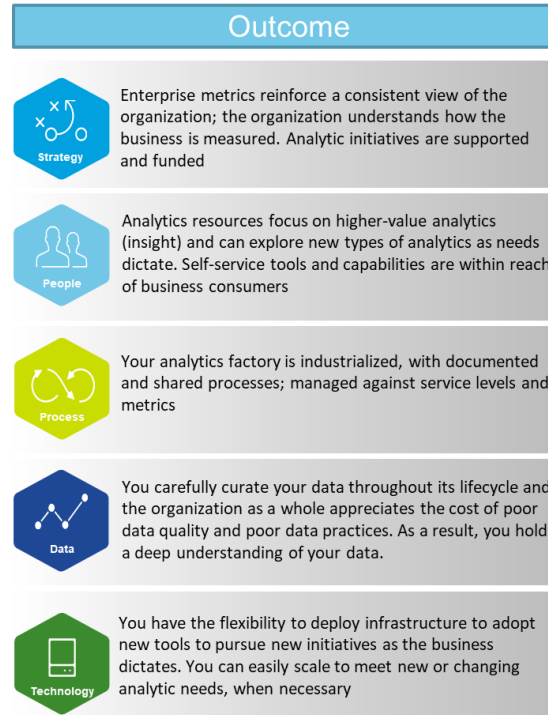 Outcome
Enterprise metrics reinforce a consistent view of the
organization; the organization understands how the
business is measured. Analytic initiatives are supported
and funded
Strategy
Analytics resources focus on higher-value analytics
(insight) and can explore new types of analytics as needs
dictate. Self-service tools and capabilities are within reach
of business consumers
People
Your analytics factory is industrialized, with documented
and shared processes; managed against service levels and
metrics
Process
You carefully curate your data throughout its lifecycle and
the organization as a whole appreciates the cost of poor
data quality and poor data practices. As a result, you hold
a deep understanding of your data.
Data
You have the flexibility to deploy infrastructure to adopt
new tools to pursue new initiatives as the business
dictates. You can easily scale to meet new or changing
analytic needs, when necessary
Technology